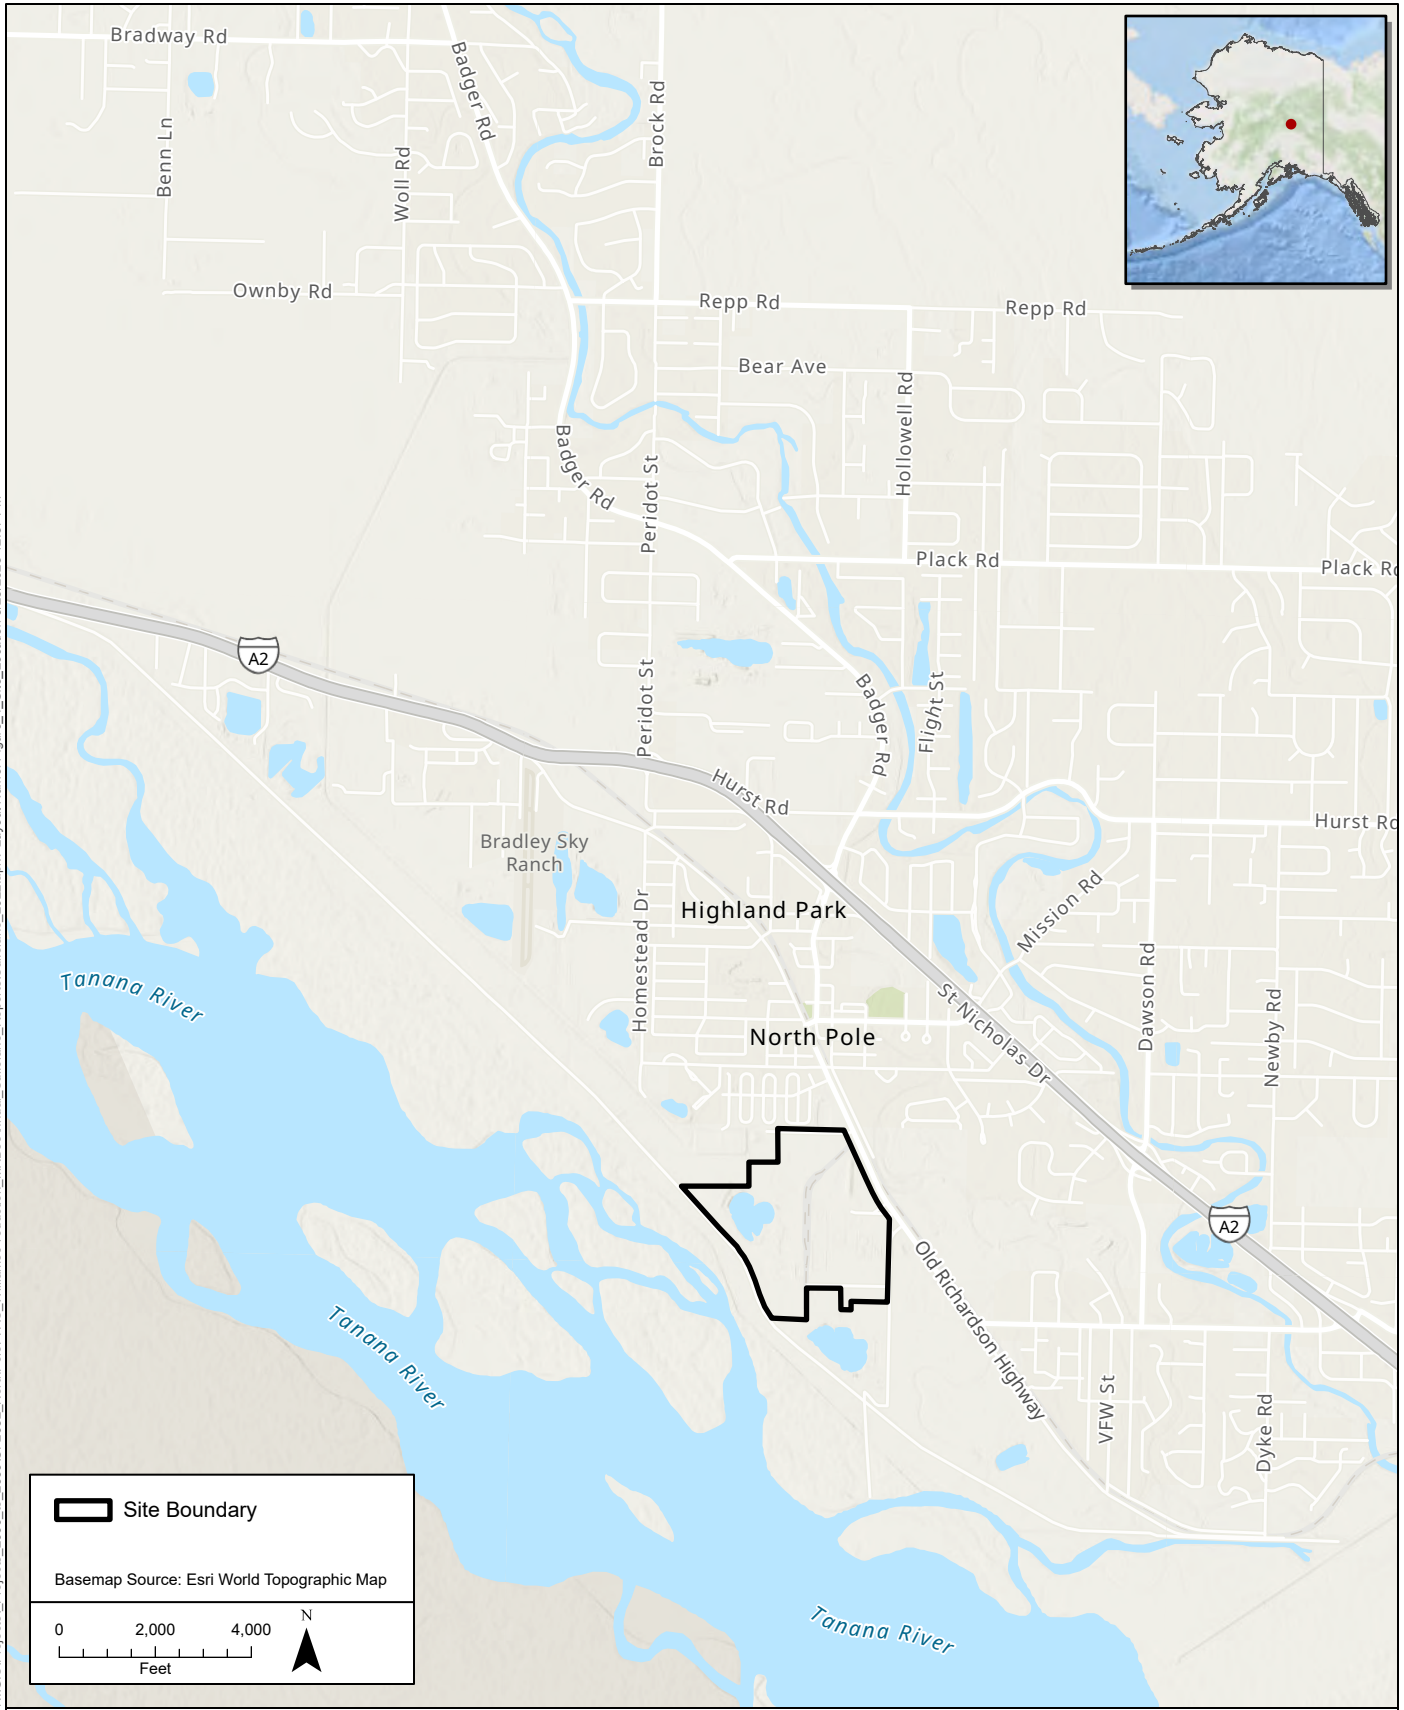 Bradway Rd
Badger Rd
Brock Rd
Benn Ln
Woll Rd
Ownby Rd
Repp Rd
Repp Rd
Bear Ave
Hollowell Rd
Badger Rd
Peridot St
Plack Rd
Plack Rd
A2
Peridot St
Badger Rd
Flight St
Hurst Rd
Hurst Rd
Bradley Sky
Ranch
Mission Rd
Highland Park
Homestead Dr
Dawson Rd
Tanana River
St Nicholas Dr
Newby Rd
North Pole
A2
Old Richardson Highway
Tanana River
VFW St
Dyke Rd
Tanana River
Site Boundary
Basemap Source: Esri World Topographic Map
0 2,000 4,000
Feet
N